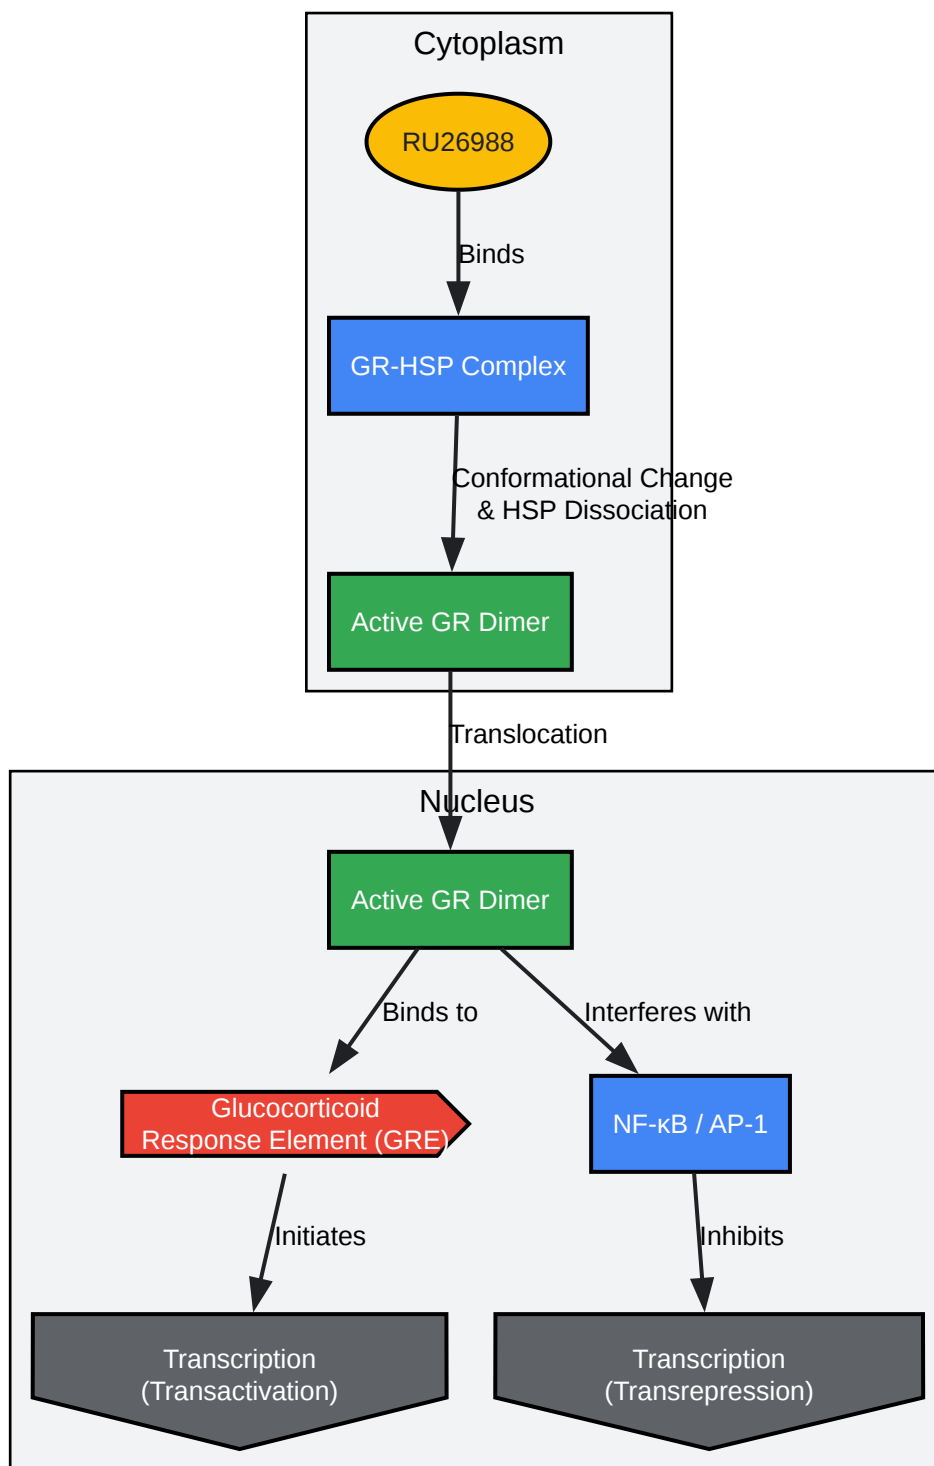 Cytoplasm
RU26988
Binds
GR-HSP Complex
Conformational Change
& HSP Dissociation
Active GR Dimer
Translocation
Nucleus
Active GR Dimer
Binds to
Interferes with
Glucocorticoid
Response Element (GRE)
NF-κB / AP-1
Initiates
Inhibits
Transcription
(Transactivation)
Transcription
(Transrepression)